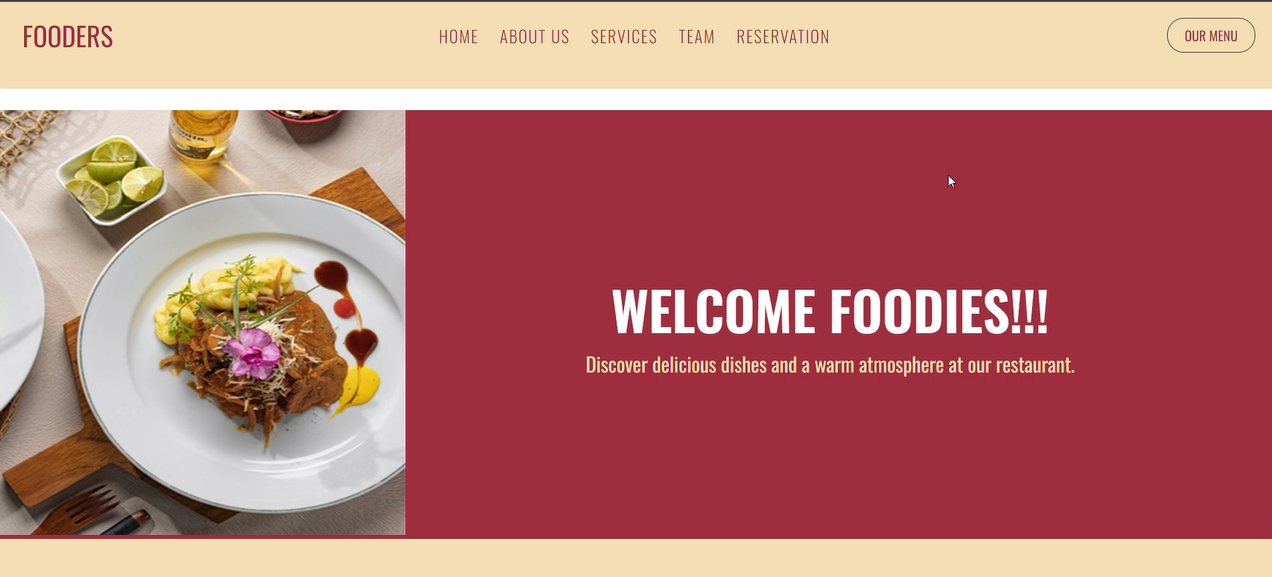 FOODERS
HOME ABOUT US SERVICES TEAM RESERVATION
OUR MENU
WELCOME FOODIES!!!
Discover delicious dishes and a warm atmosphere at our restaurant.